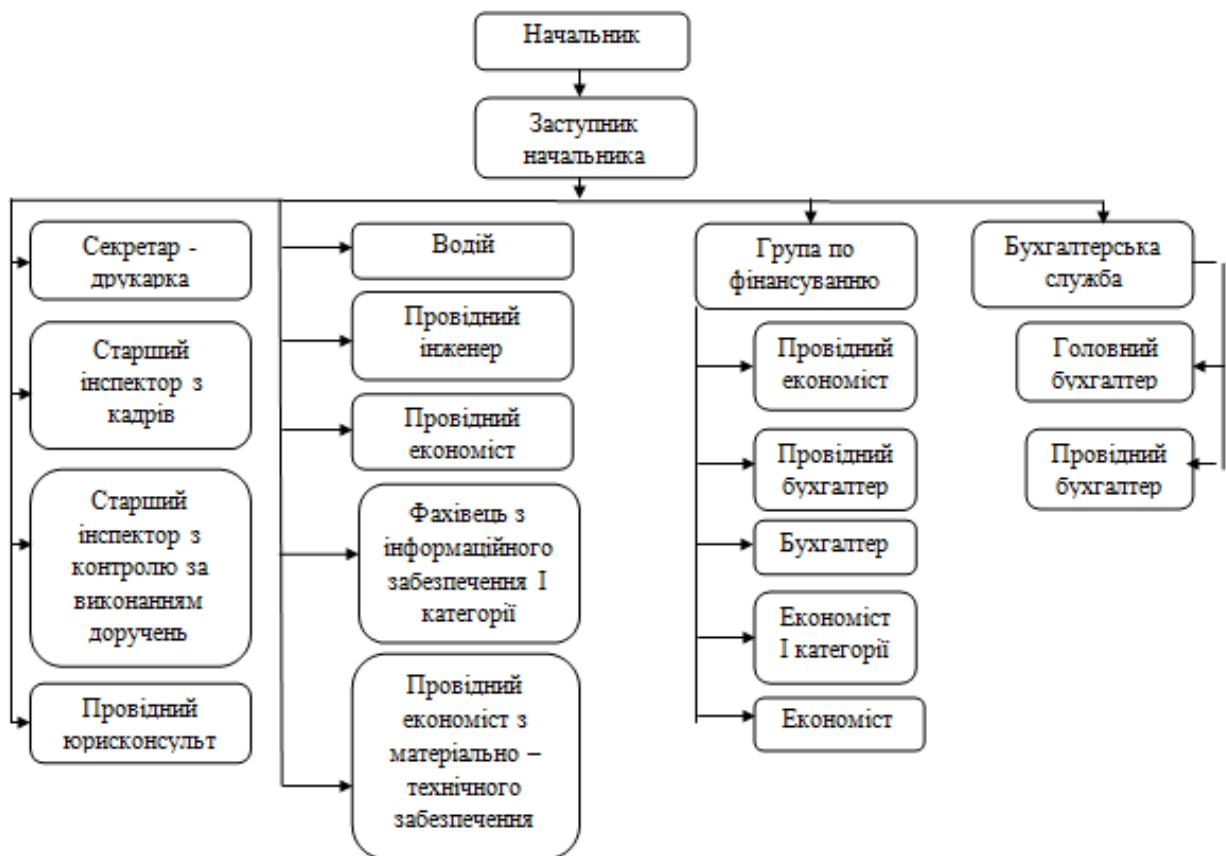 Начальник
Заступник
начальника
Секретар -
друкарка
Старший
інспектор з
кадрів
Старший
інспектор з
контролю за
виконанням
доручень
Провідний
юрисконсульт
Водій
Провідний
інженер
Провідний
економіст
Фахівець з
інформаційного
забезпечення І
категорії
Провідний
економіст з
матеріально –
технічного
забезпечення
Група по
фінансуванню
Провідний
економіст
Провідний
бухгалтер
Бухгалтер
Економіст
І категорії
Економіст
Бухгалтерська
служба
Головний
бухгалтер
Провідний
бухгалтер